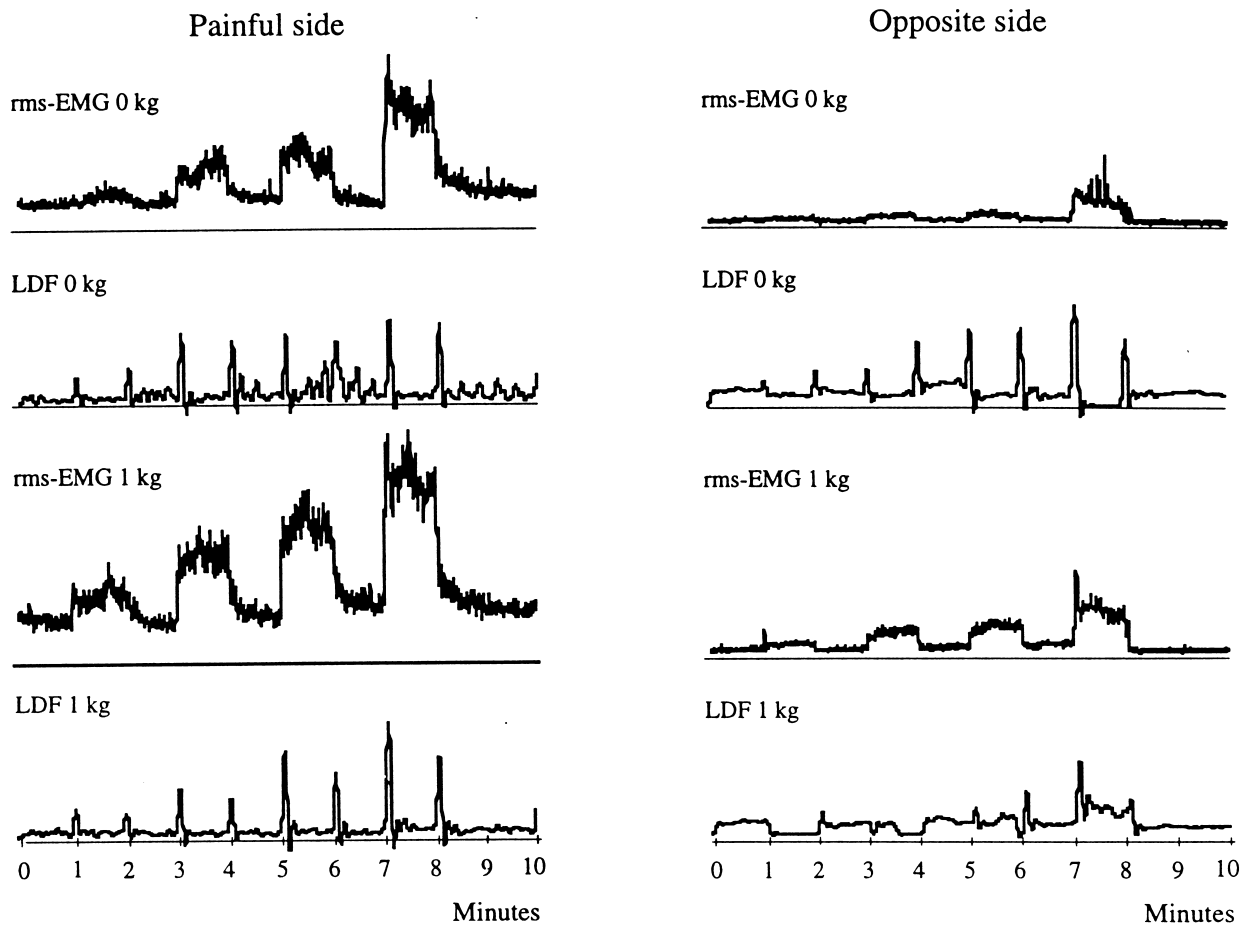 Painful side
rms-EMG 0 kg
LDF 0 kg
rms-EMG 1 kg
LDF 1 kg
0 1 2 3 4 5 6 7 8 9 10
Minutes
Opposite side
rms-EMG 0 kg
LDF 0 kg
rms-EMG 1 kg
LDF 1 kg
0 1 2 3 4 5 6 7 8 9 10
Minutes